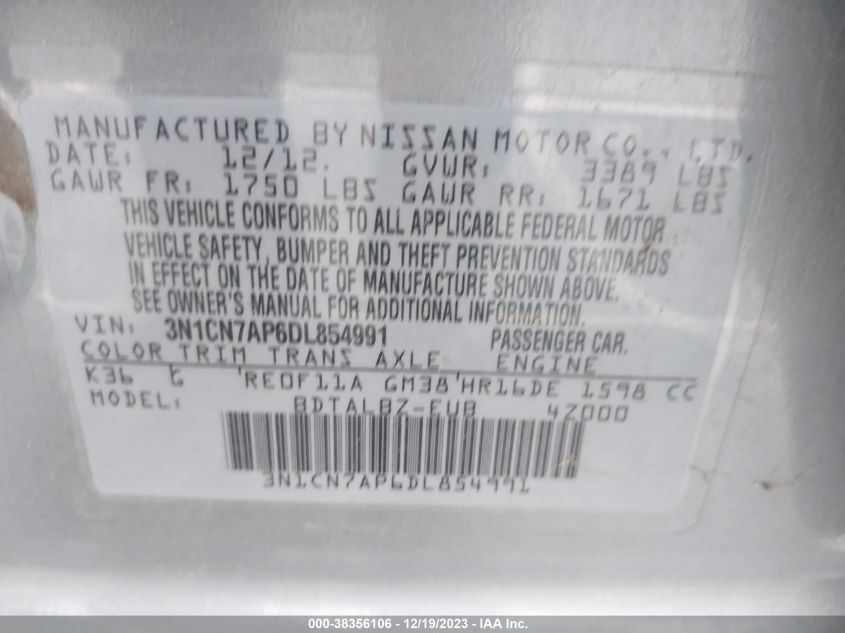 MANUFACTURED BY NISSAN MOTOR CO., LTD.
DATE: 12/12. GVWR: 3389 LBS
GAWR FR: 1750 LBS GAWR RR: 1671 LBS
THIS VEHICLE CONFORMS TO ALL APPLICABLE FEDERAL MOTOR
VEHICLE SAFETY, BUMPER AND THEFT PREVENTION STANDARDS
IN EFFECT ON THE DATE OF MANUFACTURE SHOWN ABOVE.
SEE OWNER'S MANUAL FOR ADDITIONAL INFORMATION.
VIN: 3N1CN7AP6DL854991 PASSENGER CAR.
COLOR TRIM TRANS AXLE ENGINE
K36 G 'RE0F11A GM38'HR16DE 1598 CC
MODEL: BDTALBZ-EUB 4Z000
3N1CN7AP6DL854991
000-38356106 - 12/19/2023 - IAA Inc.